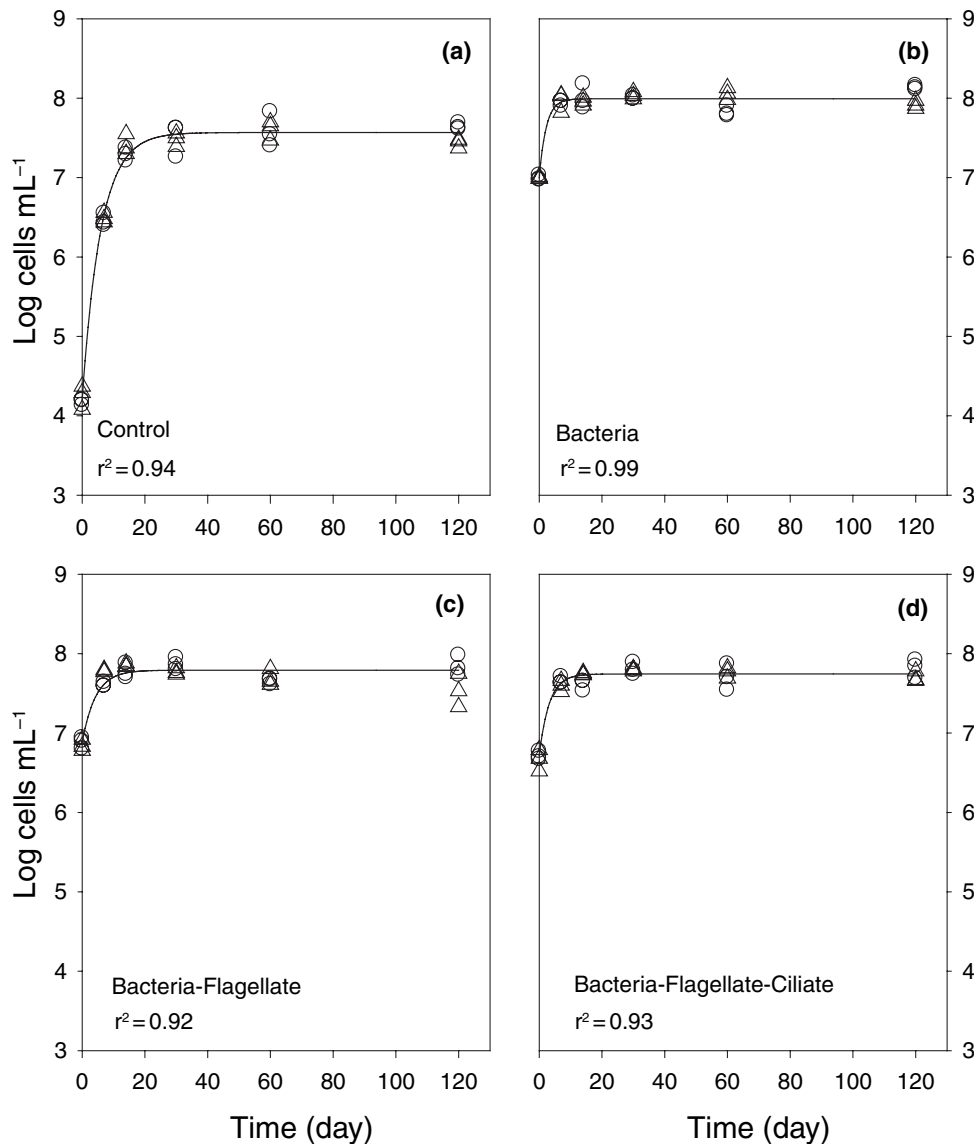 (a)
(b)
Log cells mL⁻¹
9
8
7
6
5
4
3
Control
r² = 0.94
0 20 40 60 80 100 120
Bacteria
r² = 0.99
0 20 40 60 80 100 120
9
8
7
6
5
4
3
(c)
(d)
Log cells mL⁻¹
9
8
7
6
5
4
3
Bacteria-Flagellate
r² = 0.92
0 20 40 60 80 100 120
Time (day)
Bacteria-Flagellate-Ciliate
r² = 0.93
0 20 40 60 80 100 120
Time (day)
9
8
7
6
5
4
3